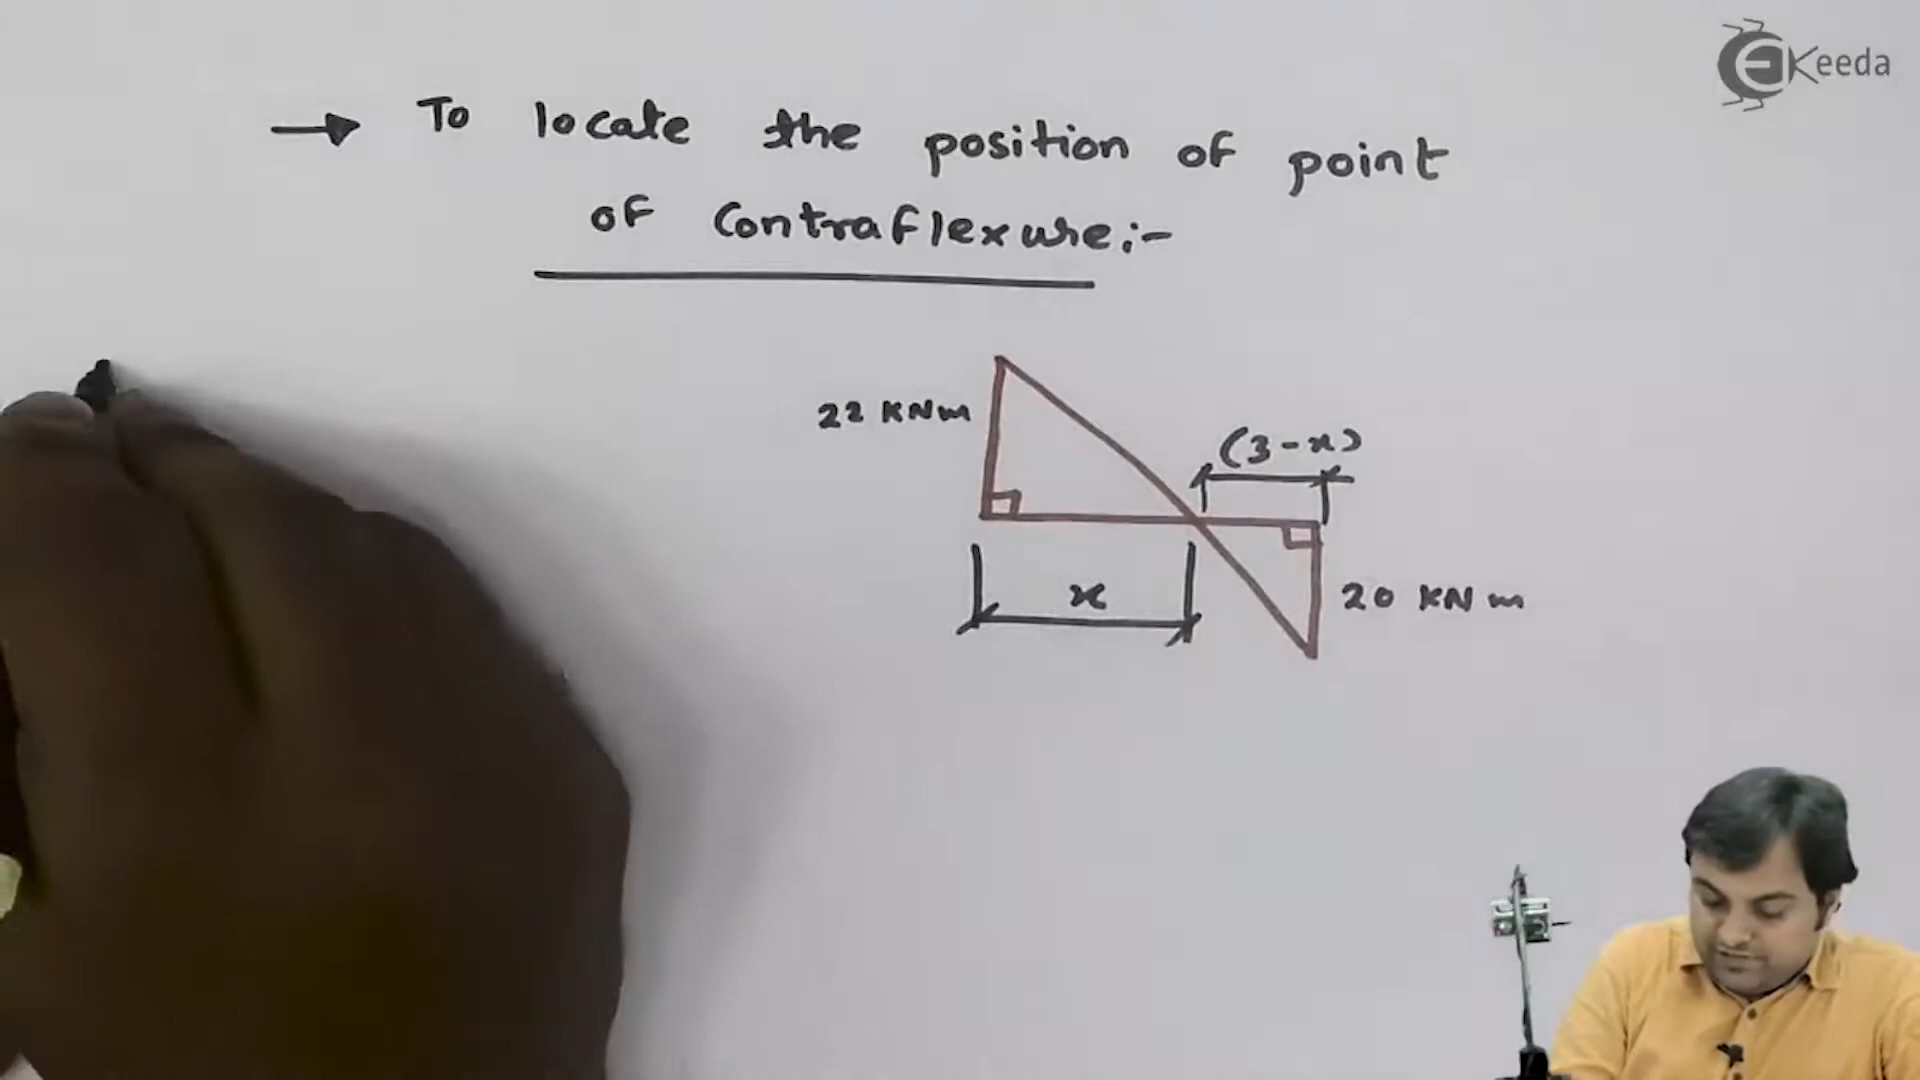 Keeda
→ To locate the position of point
of Contraflexure:-
22 KNm
(3-x)
x
20 KNm